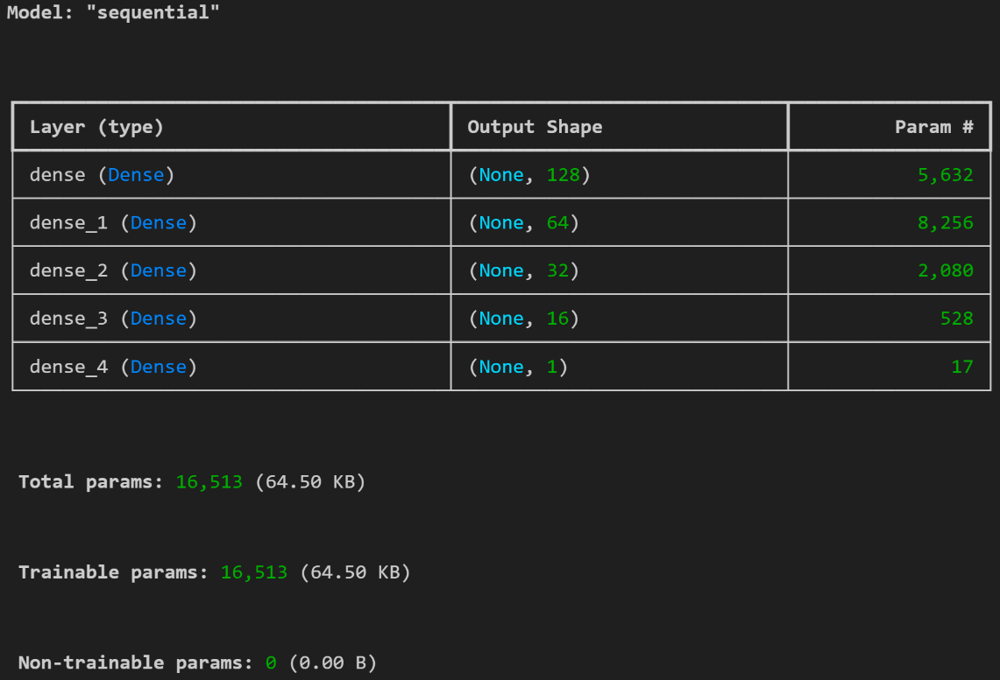 Model: "sequential"
Layer (type) Output Shape Param #
dense (Dense) (None, 128) 5,632
dense_1 (Dense) (None, 64) 8,256
dense_2 (Dense) (None, 32) 2,080
dense_3 (Dense) (None, 16) 528
dense_4 (Dense) (None, 1) 17
Total params: 16,513 (64.50 KB)
Trainable params: 16,513 (64.50 KB)
Non-trainable params: 0 (0.00 B)